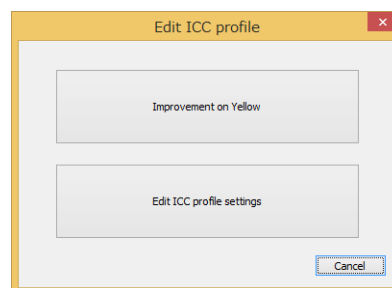 Edit ICC profile
Improvement on Yellow
Edit ICC profile settings
Cancel